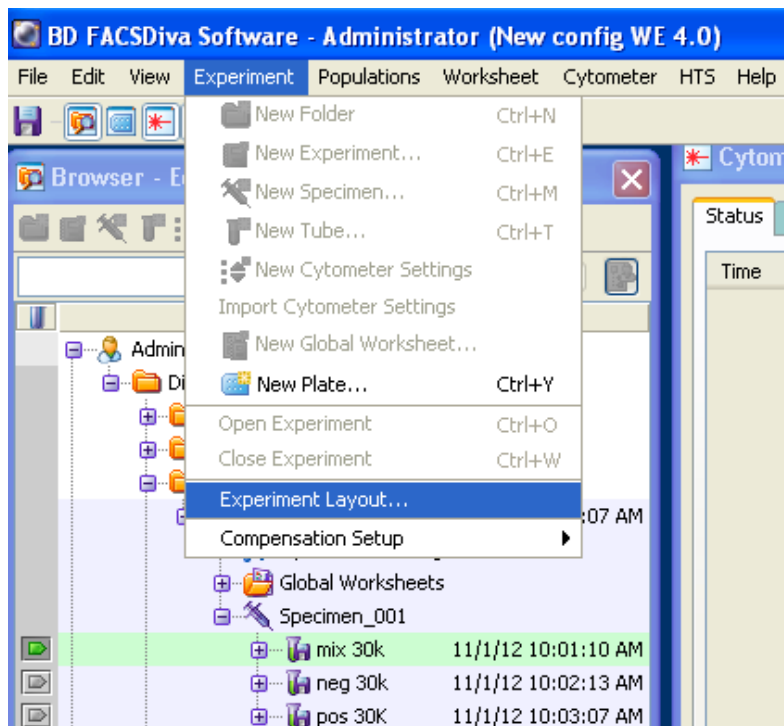 BD FACSDiva Software - Administrator (New config WE 4.0)
File Edit View Experiment Populations Worksheet Cytometer HTS Help
New Folder Ctrl+N
New Experiment... Ctrl+E
New Specimen... Ctrl+M
New Tube... Ctrl+T
New Cytometer Settings
Import Cytometer Settings
New Global Worksheet...
New Plate... Ctrl+Y
Open Experiment Ctrl+O
Close Experiment Ctrl+W
Experiment Layout...
Compensation Setup
Browser - E
Admin
Di
:07 AM
Global Worksheets
Specimen_001
mix 30k 11/1/12 10:01:10 AM
neg 30k 11/1/12 10:02:13 AM
pos 30K 11/1/12 10:03:07 AM
Cytom
Status
Time